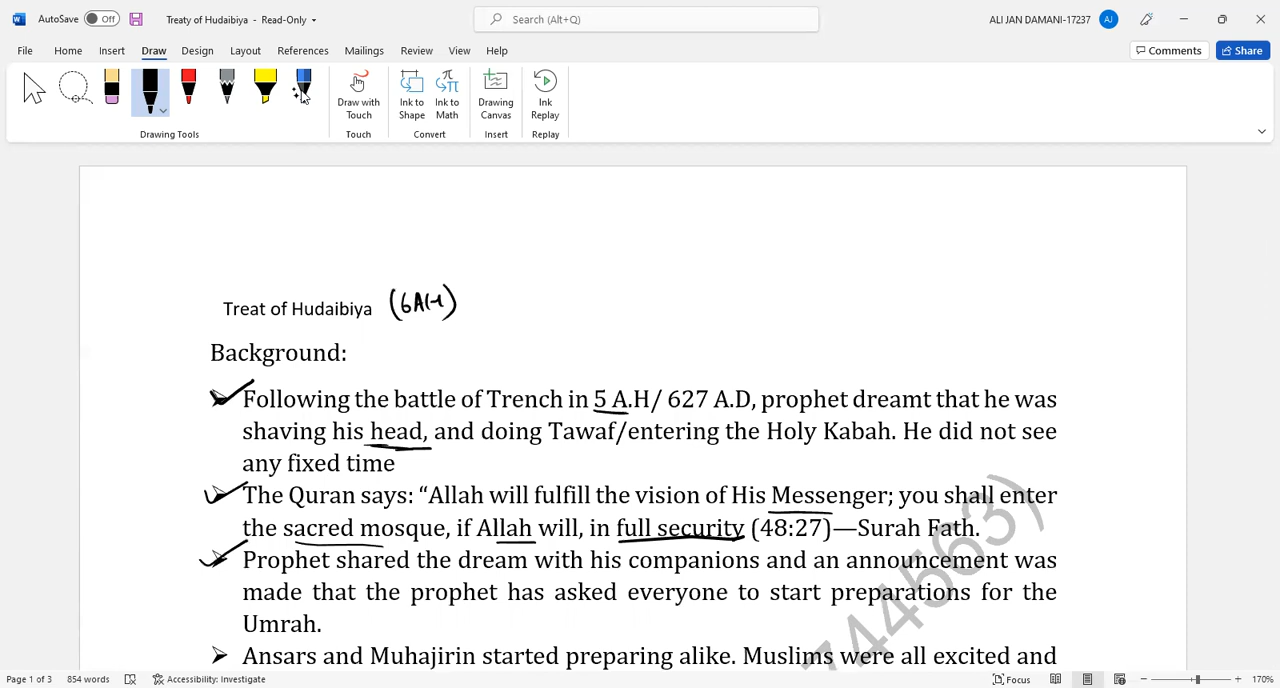 AutoSave Off Treaty of Hudaibiya - Read-Only Search (Alt+Q) ALI JAN DAMANI-17237 AJ
File Home Insert Draw Design Layout References Mailings Review View Help Comments Share
Draw with Touch
Ink to Shape
Ink to Math
Drawing Canvas
Ink Replay
Drawing Tools Touch Convert Insert Replay
Treat of Hudaibiya (6AH)
Background:
Following the battle of Trench in 5 A.H/ 627 A.D, prophet dreamt that he was
shaving his head, and doing Tawaf/entering the Holy Kabah. He did not see
any fixed time
The Quran says: “Allah will fulfill the vision of His Messenger; you shall enter
the sacred mosque, if Allah will, in full security (48:27)—Surah Fath.
Prophet shared the dream with his companions and an announcement was
made that the prophet has asked everyone to start preparations for the
Umrah.
Ansars and Muhajirin started preparing alike. Muslims were all excited and
744563)
Page 1 of 3 854 words Accessibility: Investigate Focus 170%